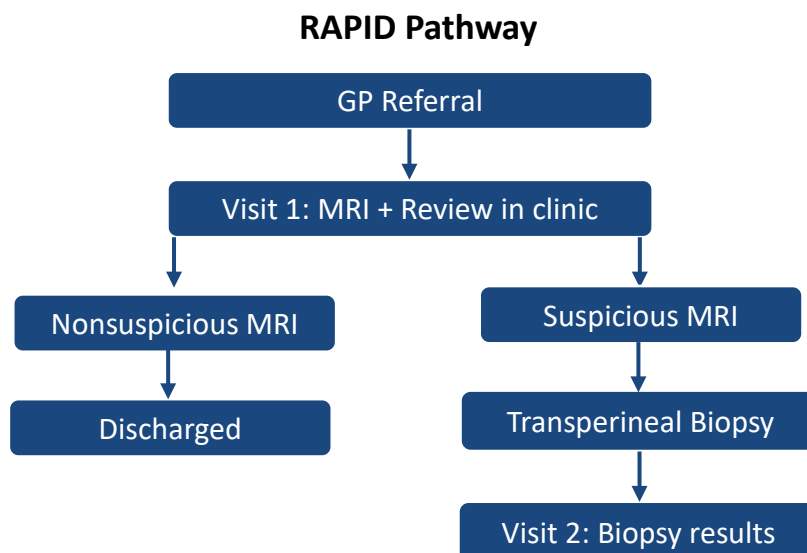 RAPID Pathway
GP Referral
Visit 1: MRI + Review in clinic
Nonsuspicious MRI
Suspicious MRI
Discharged
Transperineal Biopsy
Visit 2: Biopsy results